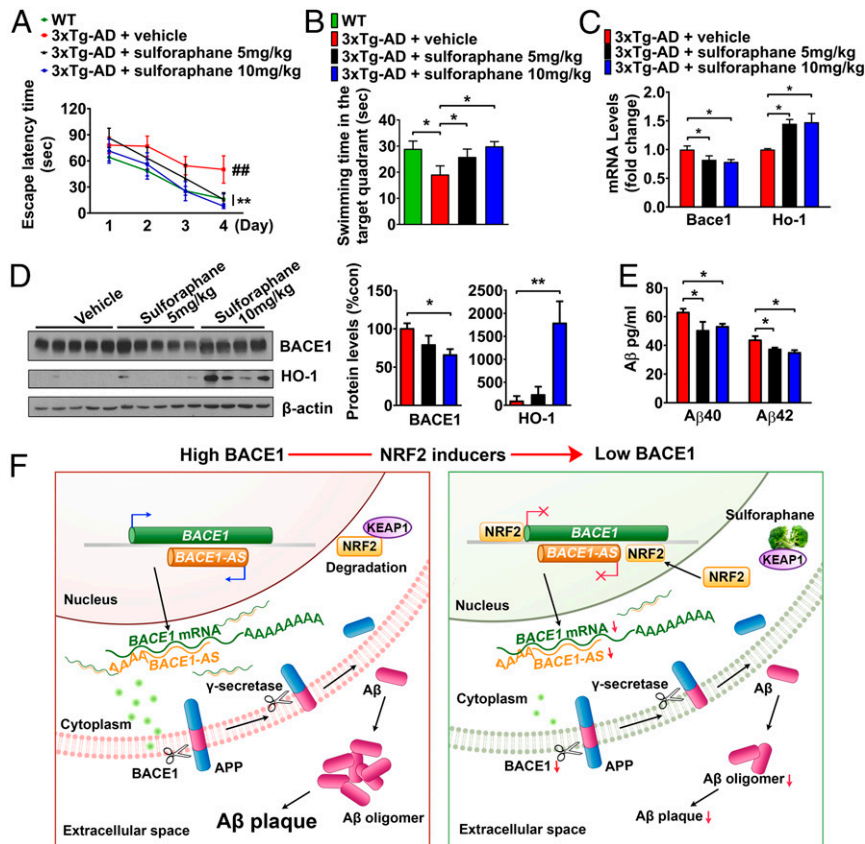 A
WT
3xTg-AD + vehicle
3xTg-AD + sulforaphane 5mg/kg
3xTg-AD + sulforaphane 10mg/kg
Escape latency time
(sec)
120
90
60
30
0
##
**
1 2 3 4 (Day)
B
WT
3xTg-AD + vehicle
3xTg-AD + sulforaphane 5mg/kg
3xTg-AD + sulforaphane 10mg/kg
Swimming time in the
target quadrant (sec)
40
30
20
10
0
* * *
C
3xTg-AD + vehicle
3xTg-AD + sulforaphane 5mg/kg
3xTg-AD + sulforaphane 10mg/kg
mRNA Levels
(fold change)
2.0
1.5
1.0
0.5
0.0
* * * *
Bace1 Ho-1
D
Vehicle
Sulforaphane
5mg/kg
Sulforaphane
10mg/kg
BACE1
HO-1
β-actin
Protein levels (%con)
150
125
100
75
50
25
0
*
BACE1
2500
2000
1500
1000
500
0
**
HO-1
E
Aβ pg/ml
80
60
40
20
0
* * * *
Aβ40 Aβ42
F
High BACE1 NRF2 inducers Low BACE1
BACE1
BACE1-AS
KEAP1
NRF2
Degradation
Nucleus
BACE1 mRNA
AAAAAAA
AAAA
BACE1-AS
γ-secretase
Aβ
Cytoplasm
BACE1
APP
Aβ oligomer
Aβ plaque
Extracellular space
NRF2
BACE1
BACE1-AS
NRF2
NRF2
Sulforaphane
KEAP1
Nucleus
BACE1 mRNA
AAAAAAA
AAAA
BACE1-AS
γ-secretase
Aβ
Cytoplasm
BACE1
APP
Aβ oligomer
Aβ plaque
Extracellular space